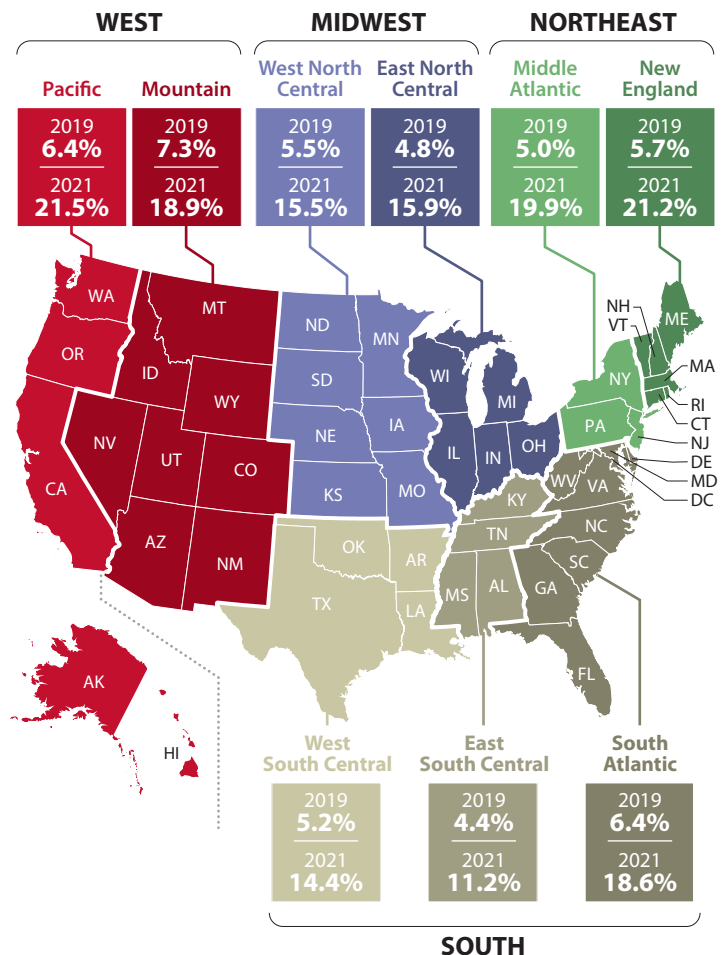 WEST
MIDWEST
NORTHEAST
Pacific
2019
6.4%
2021
21.5%
Mountain
2019
7.3%
2021
18.9%
West North
Central
2019
5.5%
2021
15.5%
East North
Central
2019
4.8%
2021
15.9%
Middle
Atlantic
2019
5.0%
2021
19.9%
New
England
2019
5.7%
2021
21.2%
WA
OR
CA
MT
ID
WY
NV
UT
CO
AZ
NM
ND
MN
SD
IA
NE
KS
MO
WI
MI
IL
IN
OH
NY
PA
NH
VT
ME
MA
RI
CT
NJ
DE
MD
DC
WV
VA
KY
NC
TN
SC
OK
AR
TX
LA
MS
AL
GA
FL
AK
HI
West
South Central
2019
5.2%
2021
14.4%
East
South Central
2019
4.4%
2021
11.2%
South
Atlantic
2019
6.4%
2021
18.6%
SOUTH